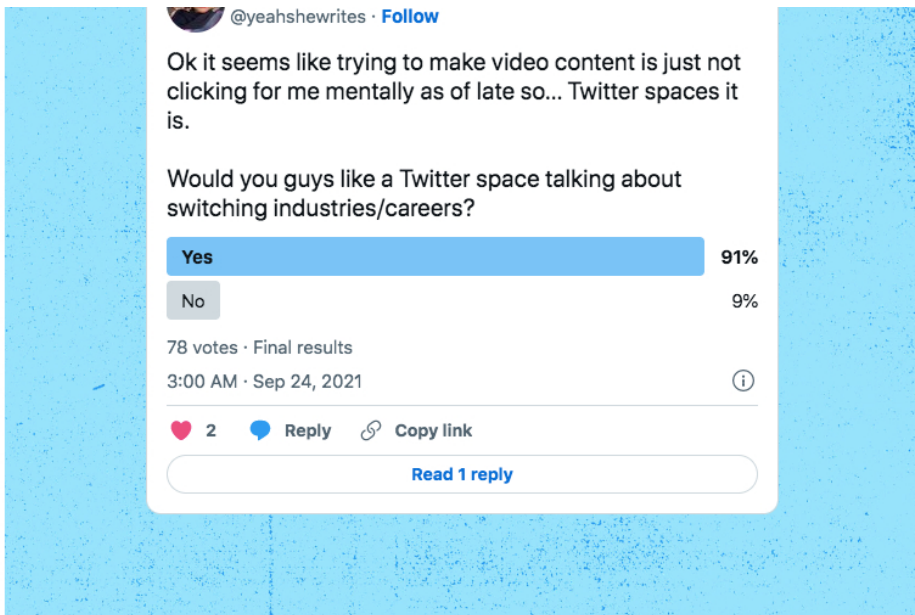 @yeahshewrites · Follow
Ok it seems like trying to make video content is just not
clicking for me mentally as of late so... Twitter spaces it
is.
Would you guys like a Twitter space talking about
switching industries/careers?
Yes 91%
No 9%
78 votes · Final results
3:00 AM · Sep 24, 2021
2 Reply Copy link
Read 1 reply